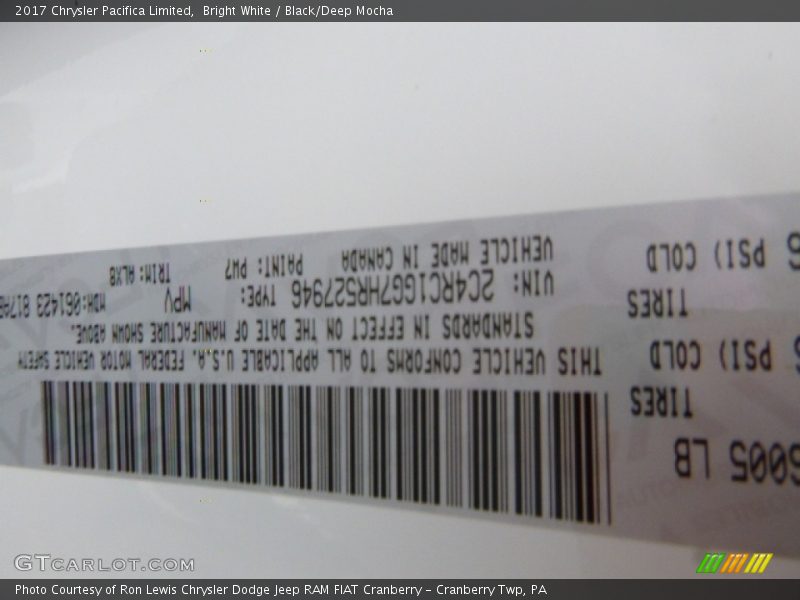 2017 Chrysler Pacifica Limited, Bright White / Black/Deep Mocha
6005 LB
TIRES
PSI) COLD
TIRES
PSI) COLD
THIS VEHICLE CONFORMS TO ALL APPLICABLE U.S.A. FEDERAL MOTOR VEHICLE SAFETY
STANDARDS IN EFFECT ON THE DATE OF MANUFACTURE SHOWN ABOVE.
VIN: 2C4RC1GG7HR527946 TYPE: MPV MDH:061423
VEHICLE MADE IN CANADA PAINT: PW7 TRIM: ALX8
GTCARLOT.COM
Photo Courtesy of Ron Lewis Chrysler Dodge Jeep RAM FIAT Cranberry – Cranberry Twp, PA